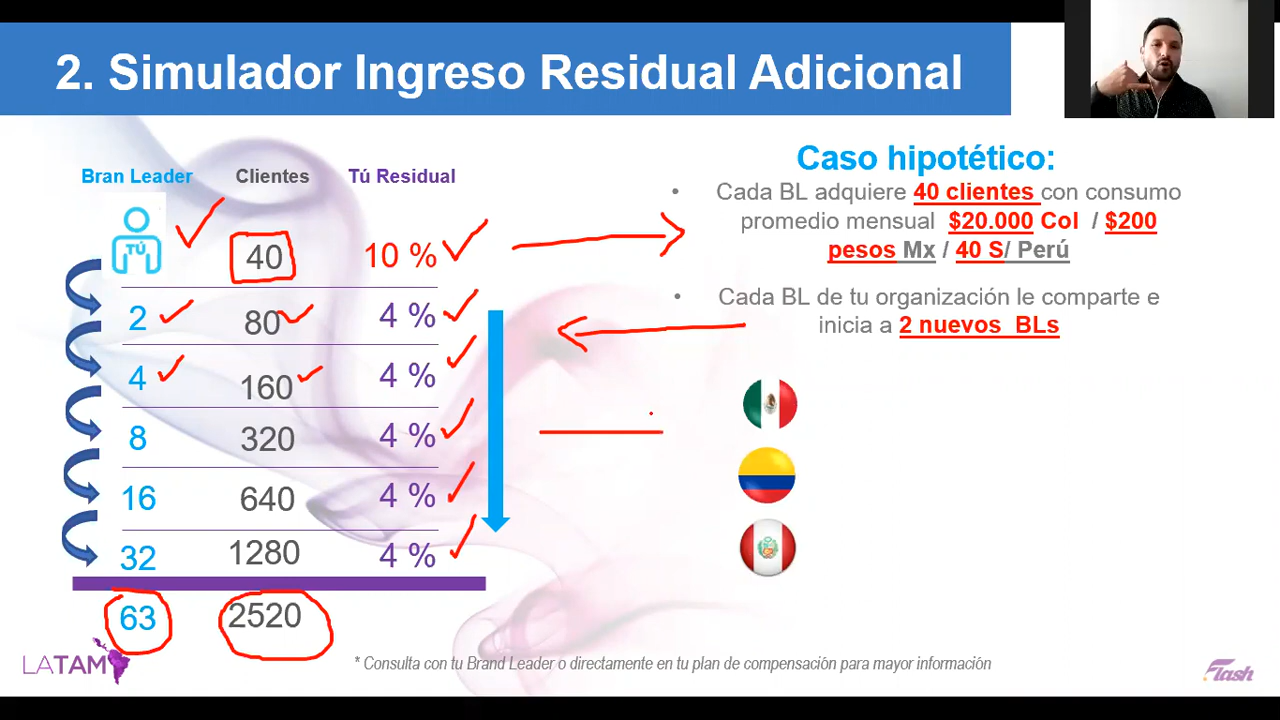 2. Simulador Ingreso Residual Adicional
Bran Leader Clientes Tú Residual
TÚ 40 10 %
2 80 4 %
4 160 4 %
8 320 4 %
16 640 4 %
32 1280 4 %
63 2520
Caso hipotético:
• Cada BL adquiere 40 clientes con consumo
promedio mensual $20.000 Col / $200
pesos Mx / 40 S/ Perú
• Cada BL de tu organización le comparte e
inicia a 2 nuevos BLs
LATAM
* Consulta con tu Brand Leader o directamente en tu plan de compensación para mayor información
Flash